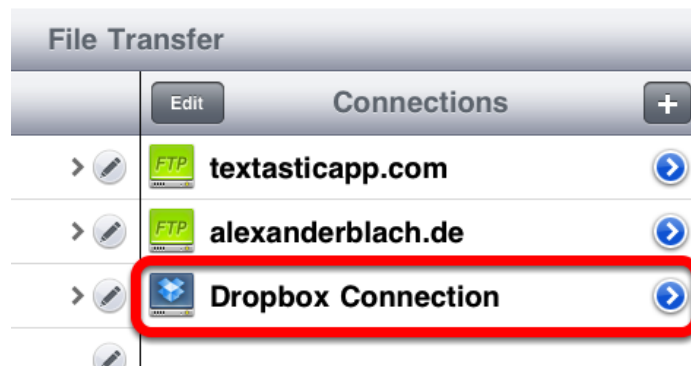 File Transfer
Edit
Connections
+
FTP
textasticapp.com
FTP
alexanderblach.de
Dropbox Connection